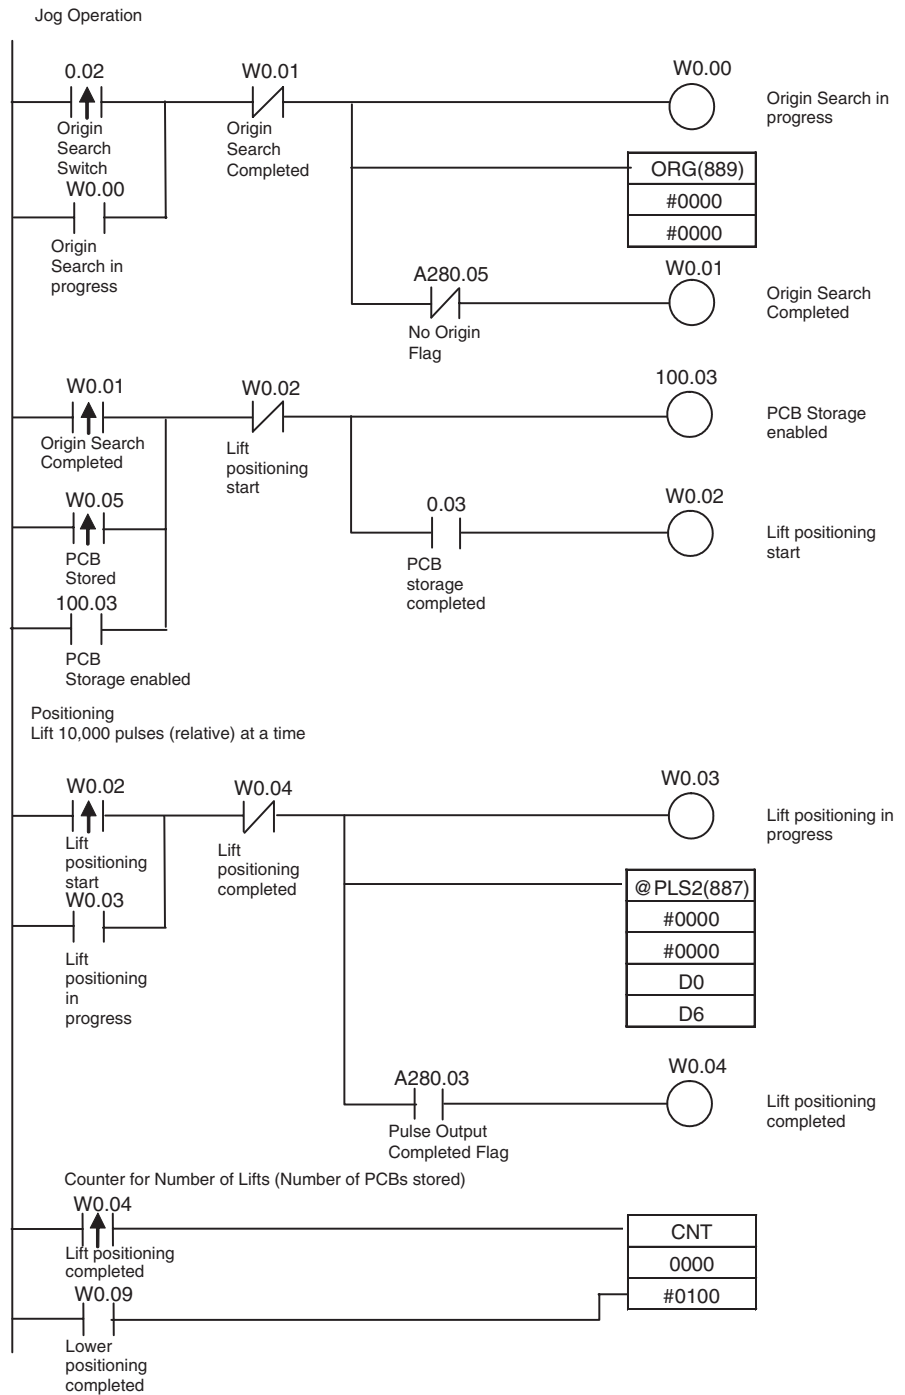 Jog Operation
0.02
W0.01
W0.00
Origin Search Switch
Origin Search Completed
Origin Search in progress
W0.00
Origin Search in progress
ORG(889)
#0000
#0000
A280.05
W0.01
No Origin Flag
Origin Search Completed
W0.01
W0.02
100.03
Origin Search Completed
Lift positioning start
PCB Storage enabled
W0.05
PCB Stored
0.03
W0.02
PCB storage completed
Lift positioning start
100.03
PCB Storage enabled
Positioning
Lift 10,000 pulses (relative) at a time
W0.02
W0.04
W0.03
Lift positioning start
Lift positioning completed
Lift positioning in progress
W0.03
Lift positioning in progress
@PLS2(887)
#0000
#0000
D0
D6
A280.03
W0.04
Pulse Output Completed Flag
Lift positioning completed
Counter for Number of Lifts (Number of PCBs stored)
W0.04
Lift positioning completed
CNT
0000
#0100
W0.09
Lower positioning completed